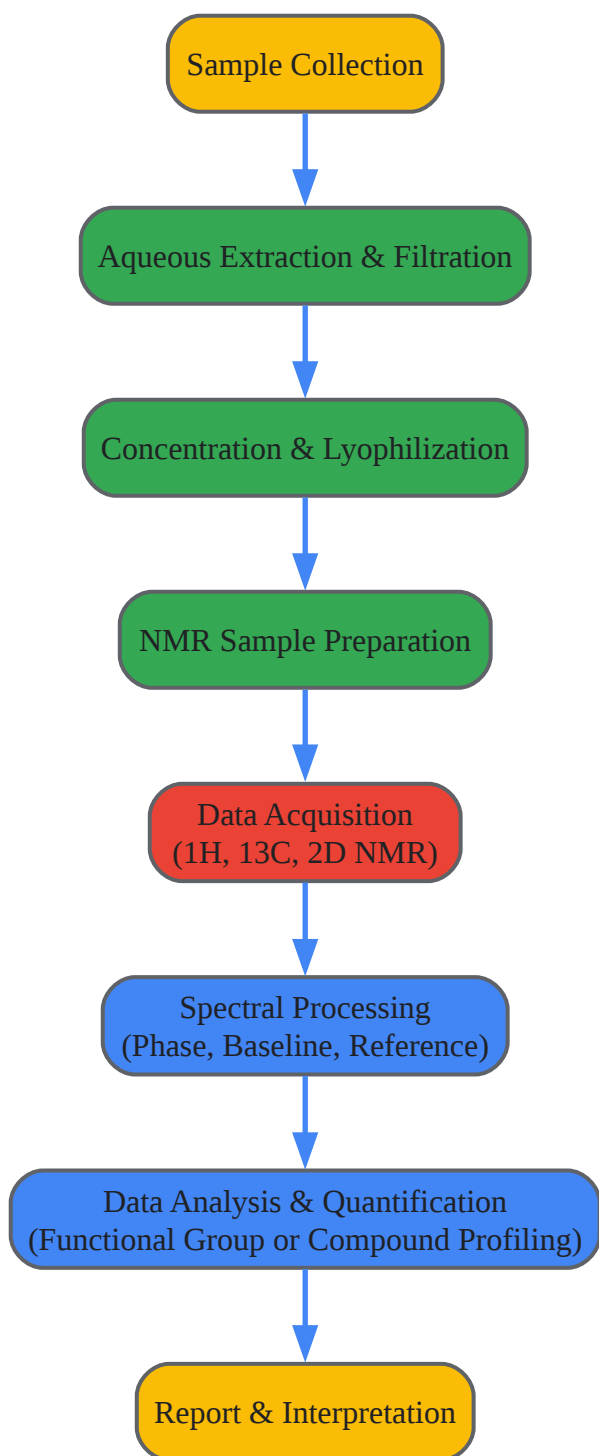 Sample Collection
Aqueous Extraction & Filtration
Concentration & Lyophilization
NMR Sample Preparation
Data Acquisition
(1H, 13C, 2D NMR)
Spectral Processing
(Phase, Baseline, Reference)
Data Analysis & Quantification
(Functional Group or Compound Profiling)
Report & Interpretation